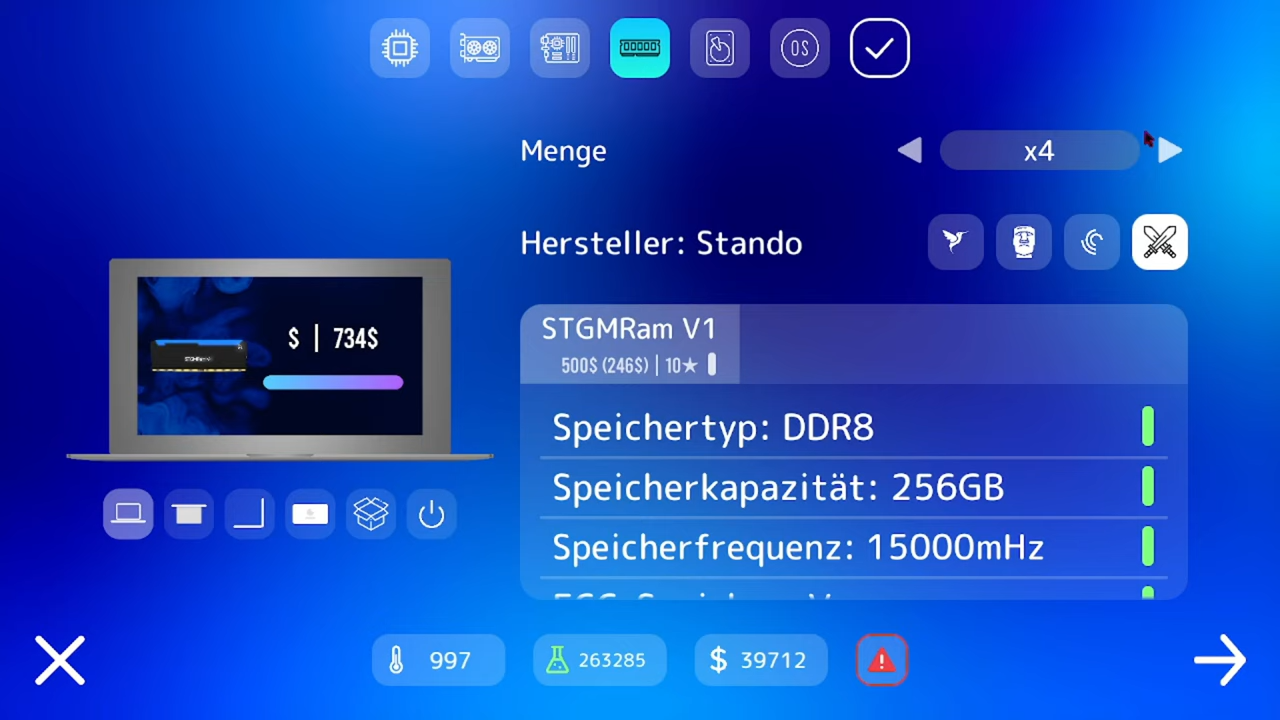 OS
Menge
x4
Hersteller: Stando
$ | 734$
STGMRam V1
500$ (246$) | 10★
Speichertyp: DDR8
Speicherkapazität: 256GB
Speicherfrequenz: 15000mHz
997
263285
$ 39712